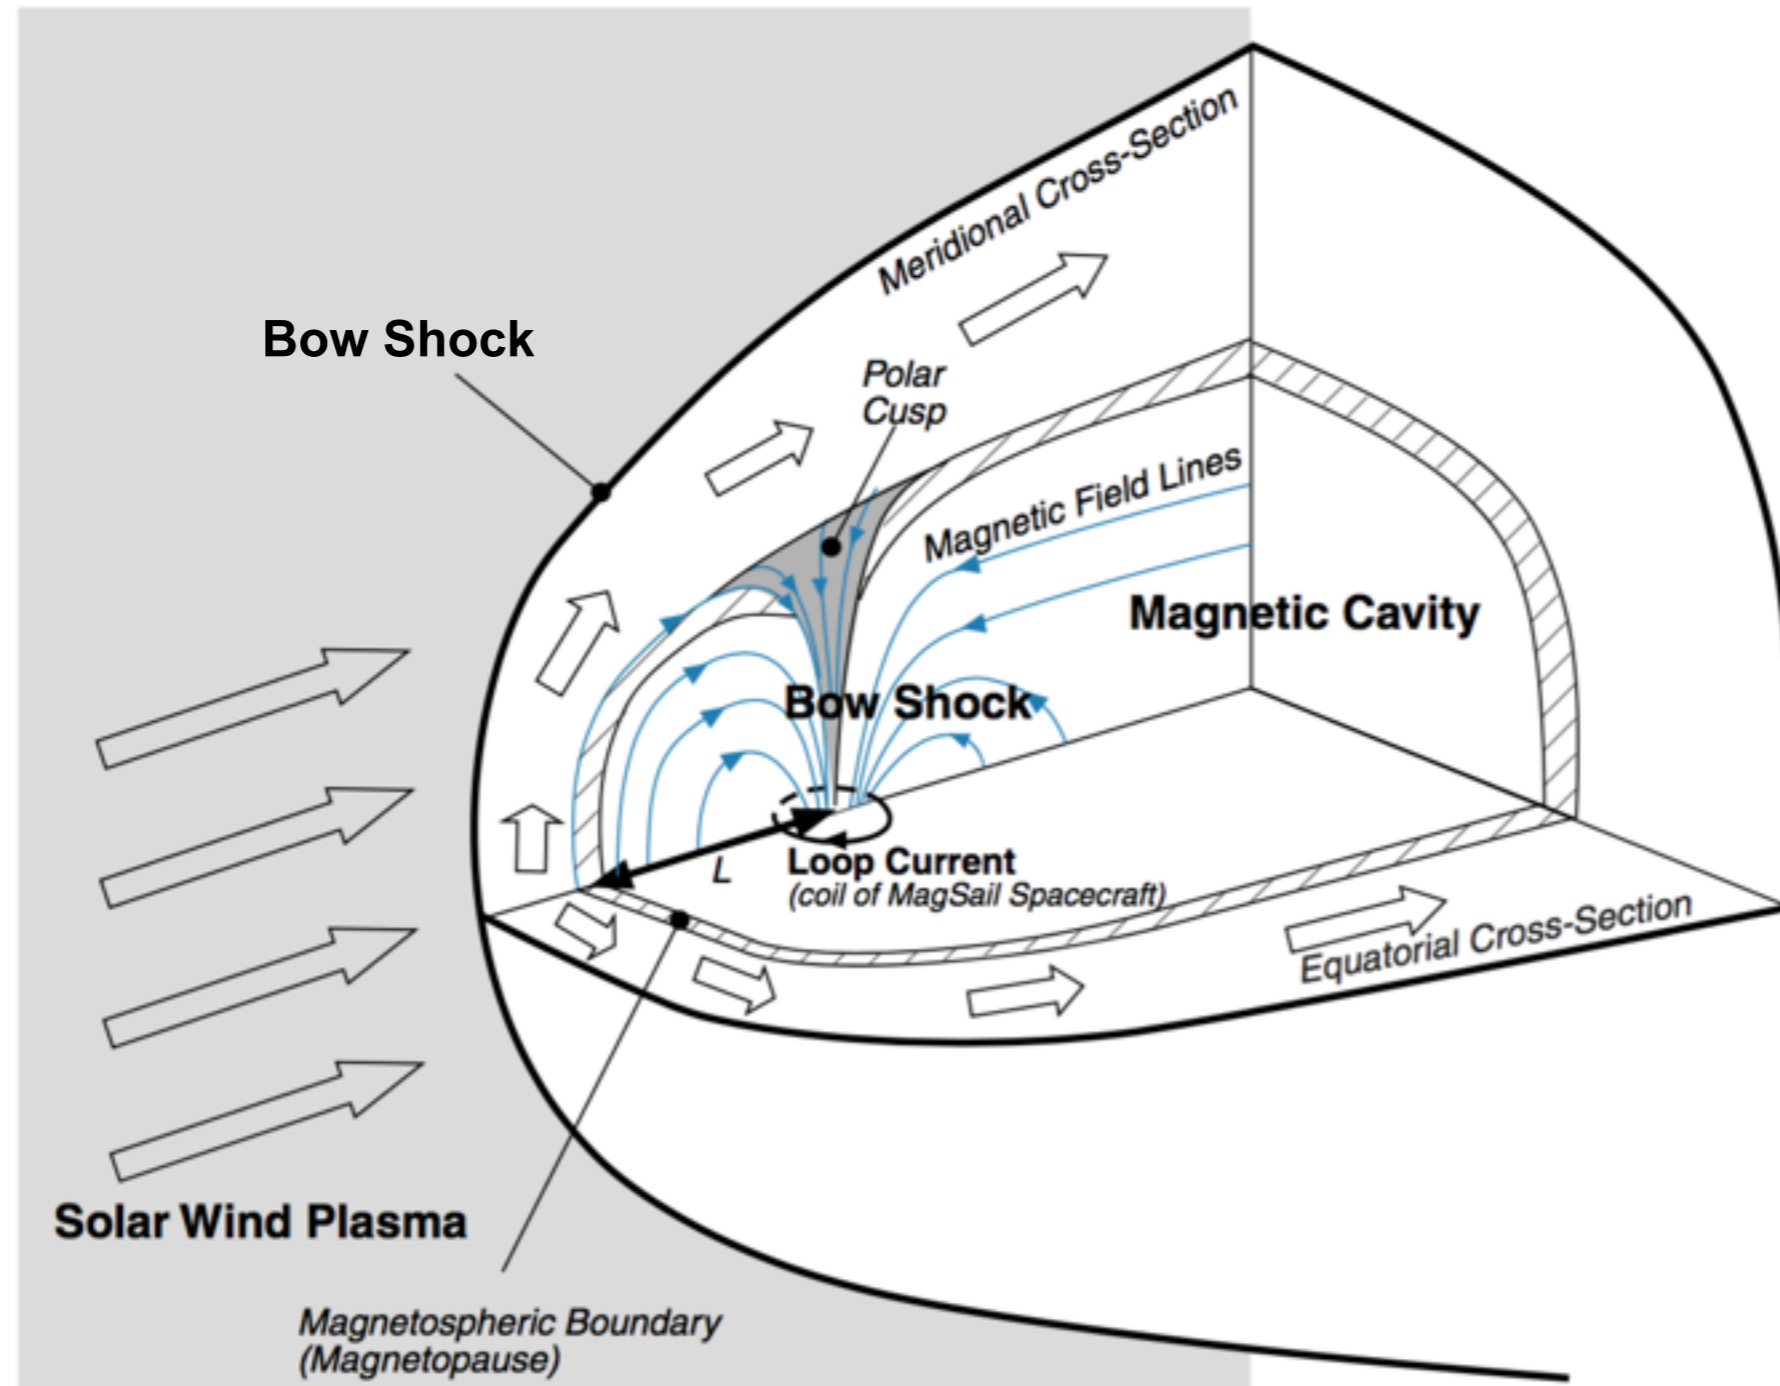 Meridional Cross-Section
Bow Shock
Polar
Cusp
Magnetic Field Lines
Magnetic Cavity
Bow Shock
L
Loop Current
(coil of MagSail Spacecraft)
Equatorial Cross-Section
Solar Wind Plasma
Magnetospheric Boundary
(Magnetopause)